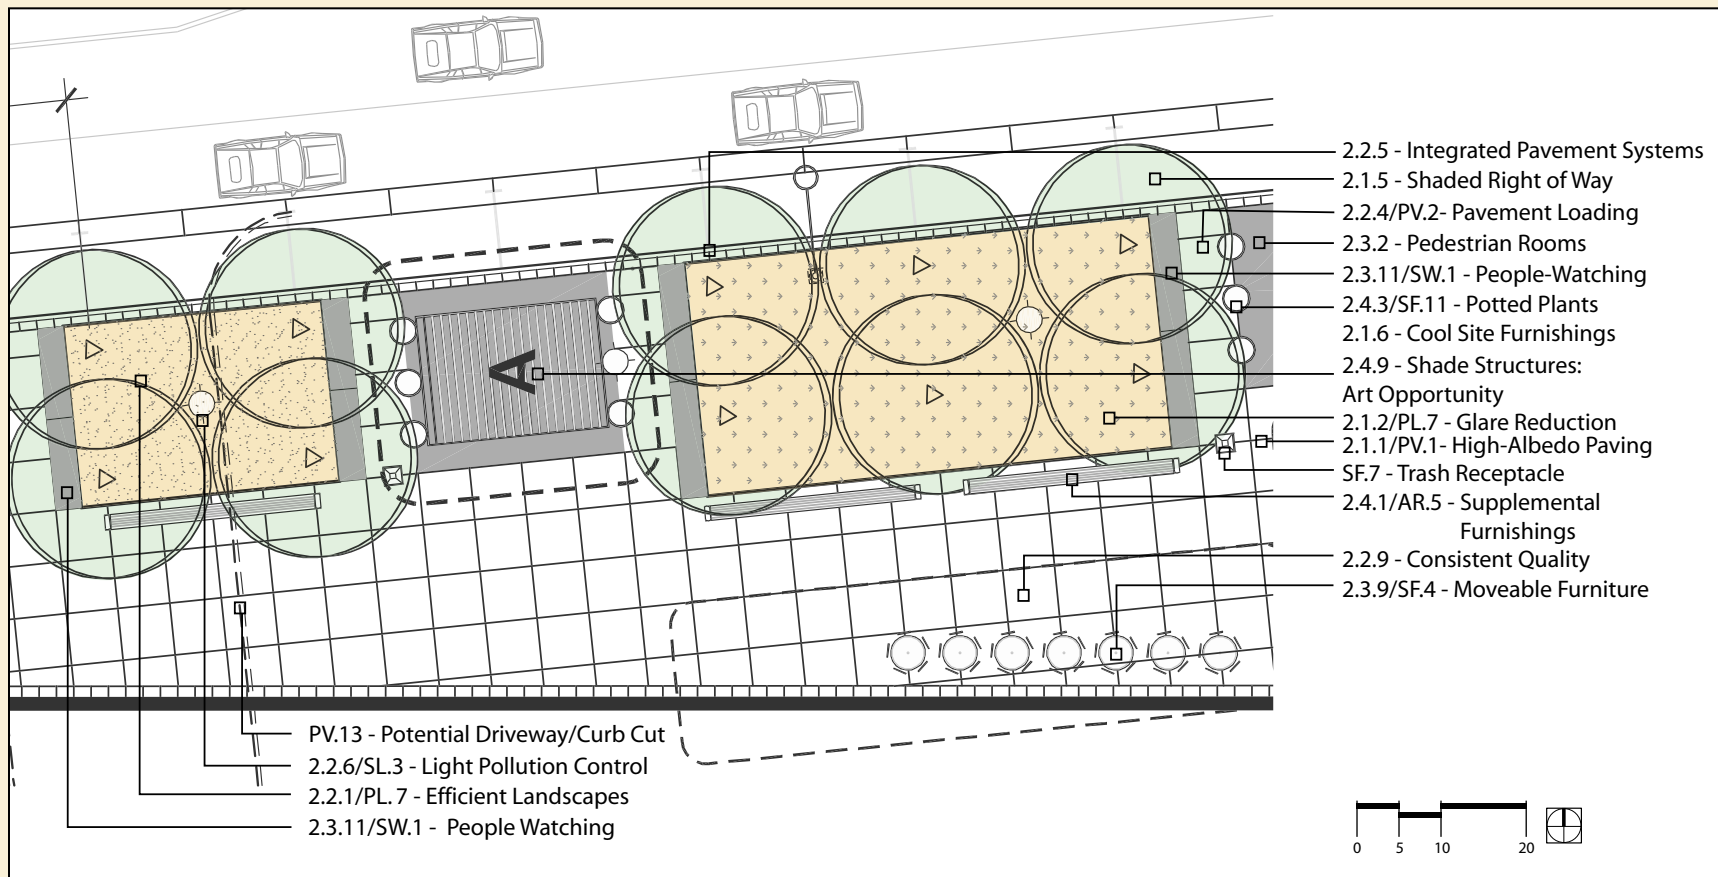 2.2.5 - Integrated Pavement Systems
2.1.5 - Shaded Right of Way
2.2.4/PV.2- Pavement Loading
2.3.2 - Pedestrian Rooms
2.3.11/SW.1 - People-Watching
2.4.3/SF.11 - Potted Plants
2.1.6 - Cool Site Furnishings
2.4.9 - Shade Structures:
Art Opportunity
2.1.2/PL.7 - Glare Reduction
2.1.1/PV.1- High-Albedo Paving
SF.7 - Trash Receptacle
2.4.1/AR.5 - Supplemental
Furnishings
2.2.9 - Consistent Quality
2.3.9/SF.4 - Moveable Furniture
A
PV.13 - Potential Driveway/Curb Cut
2.2.6/SL.3 - Light Pollution Control
2.2.1/PL. 7 - Efficient Landscapes
2.3.11/SW.1 -  People Watching
0 5 10 20